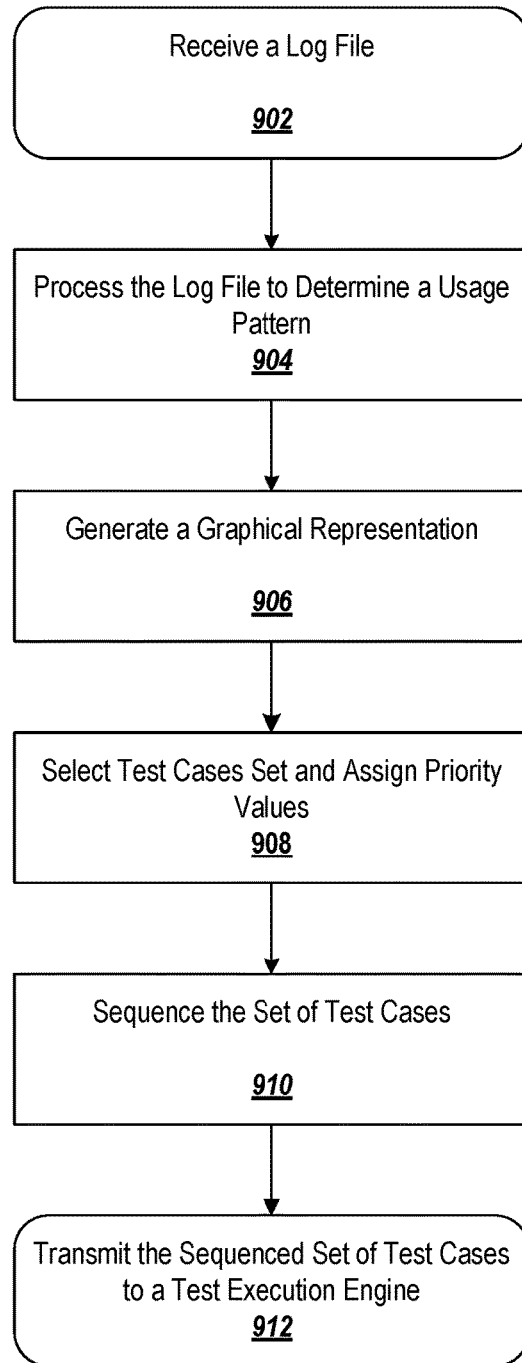 Receive a Log File
902
Process the Log File to Determine a Usage
Pattern
904
Generate a Graphical Representation
906
Select Test Cases Set and Assign Priority
Values
908
Sequence the Set of Test Cases
910
Transmit the Sequenced Set of Test Cases
to a Test Execution Engine
912